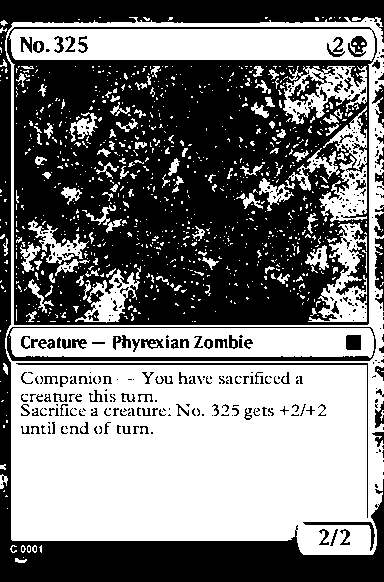 No. 325
2
Creature — Phyrexian Zombie
Companion — You have sacrificed a
creature this turn.
Sacrifice a creature: No. 325 gets +2/+2
until end of turn.
2/2
C 0001